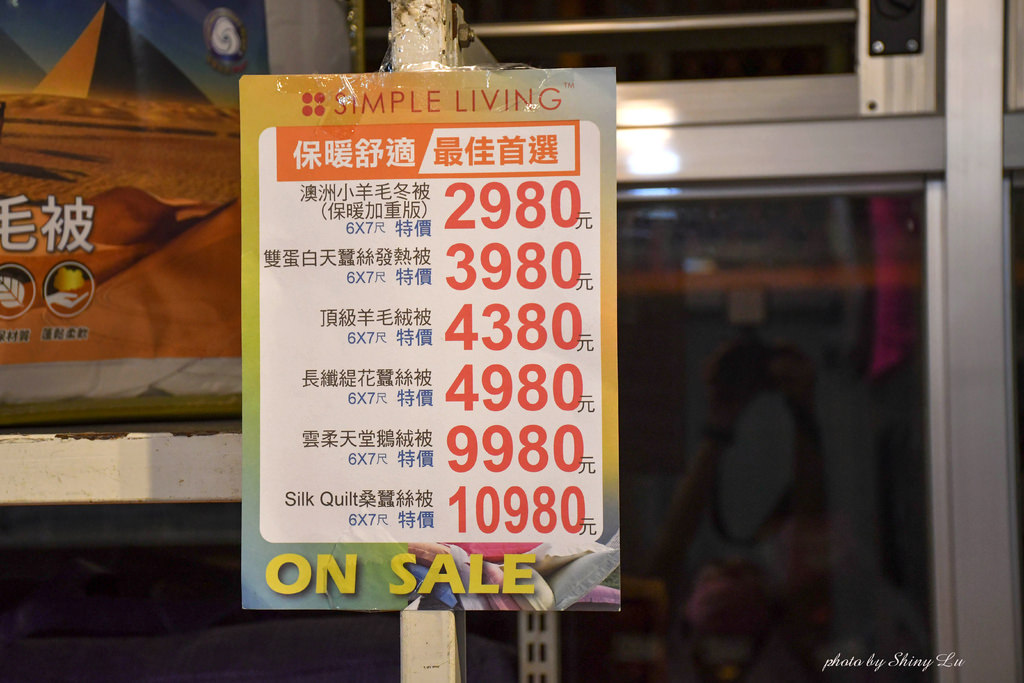 SIMPLE LIVING™
保暖舒適 最佳首選
澳洲小羊毛冬被
(保暖加重版)
6X7尺 特價 2980元
雙蛋白天蠶絲發熱被
6X7尺 特價 3980元
頂級羊毛絨被
6X7尺 特價 4380元
長纖緹花蠶絲被
6X7尺 特價 4980元
雲柔天堂鵝絨被
6X7尺 特價 9980元
Silk Quilt桑蠶絲被
6X7尺 特價 10980元
ON SALE
毛被
材質 蓬鬆柔軟
photo by Shiny Lu